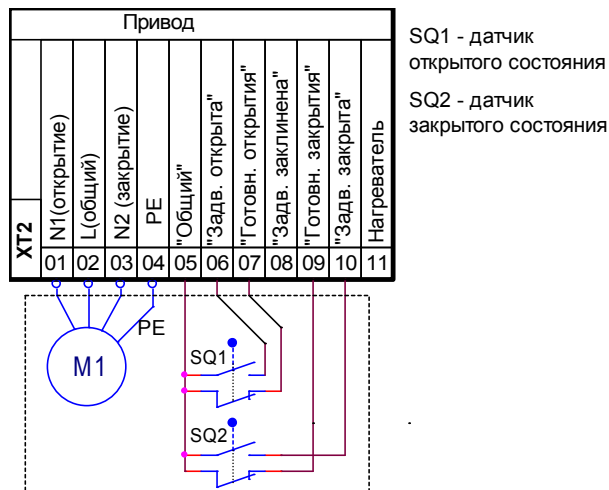 Привод
SQ1 - датчик
открытого состояния
SQ2 - датчик
закрытого состояния
XT2
N1(открытие)
L(общий)
N2 (закрытие)
PE
"Общий"
"Задв. открыта"
"Готовн. открытия"
"Задв. заклинена"
"Готовн. закрытия"
"Задв. закрыта"
Нагреватель
01 02 03 04 05 06 07 08 09 10 11
PE
M1
SQ1
SQ2